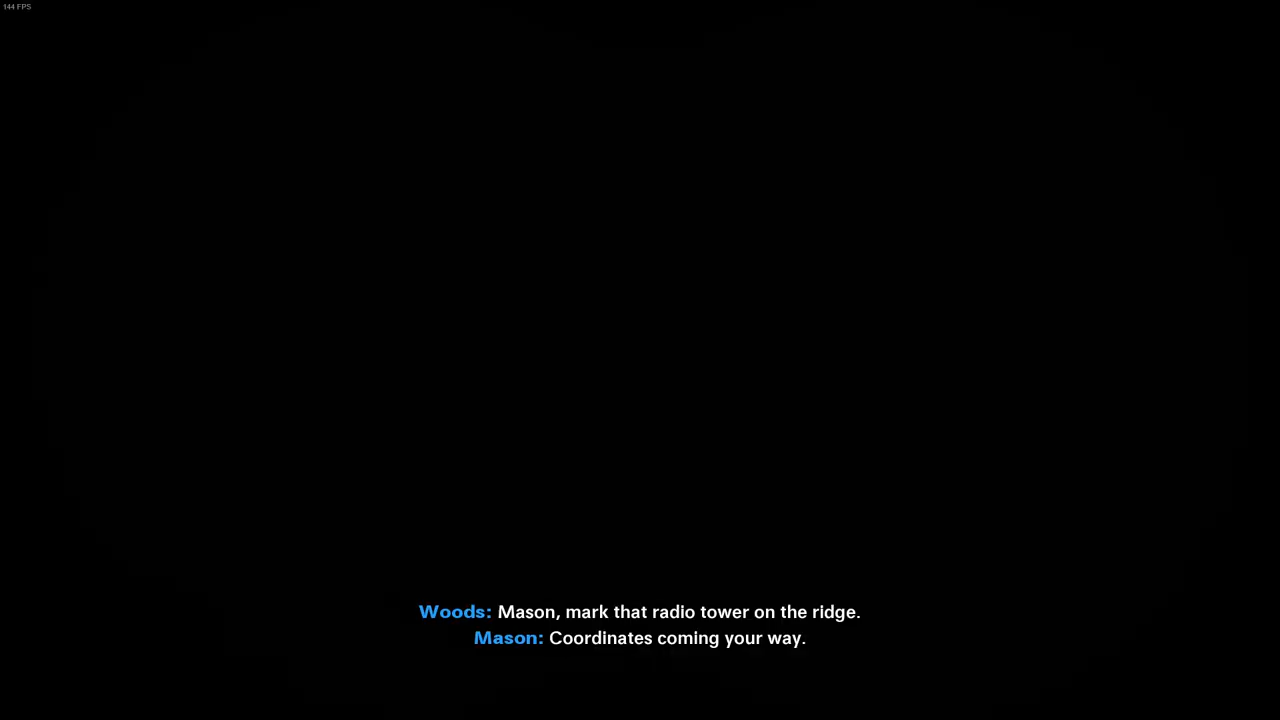 144 FPS
Woods: Mason, mark that radio tower on the ridge.
Mason: Coordinates coming your way.